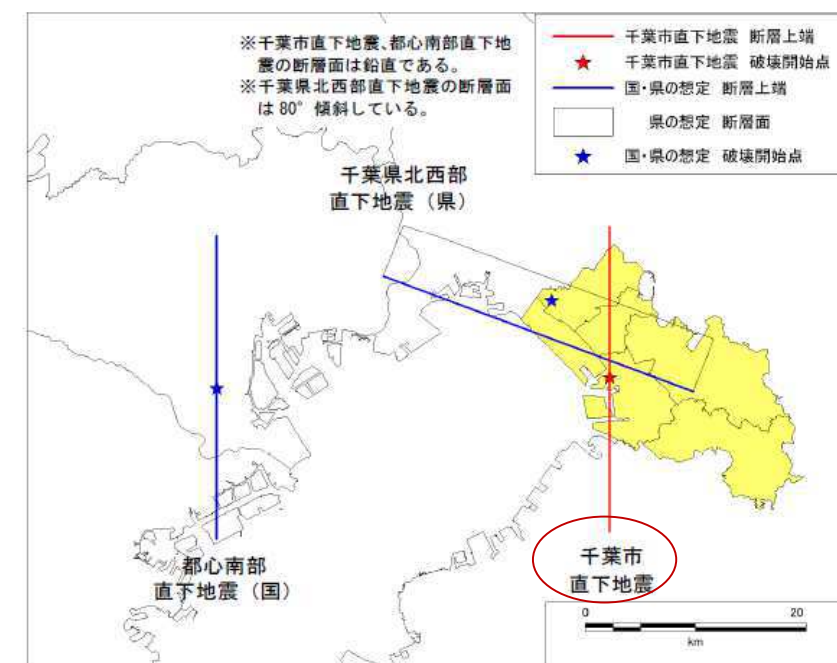 ※千葉市直下地震、都心南部直下地
震の断層面は鉛直である。
※千葉県北西部直下地震の断層面
は 80° 傾斜している。
千葉市直下地震 断層上端
千葉市直下地震 破壊開始点
国・県の想定 断層上端
県の想定 断層面
国・県の想定 破壊開始点
千葉県北西部
直下地震（県）
都心南部
直下地震（国）
千葉市
直下地震
0 20
km